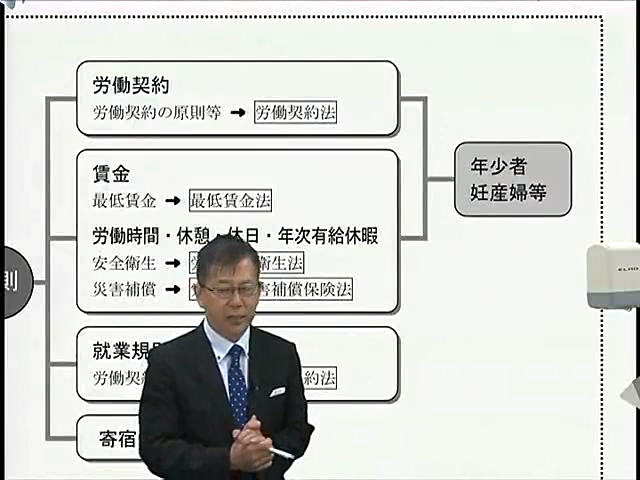 労働契約
労働契約の原則等 → 労働契約法
賃金
最低賃金 → 最低賃金法
労働時間・休憩・休日・年次有給休暇
安全衛生 → 衛生法
災害補償 → 害補償保険法
就業規
労働契 約法
寄宿
則
年少者
妊産婦等
ELMO